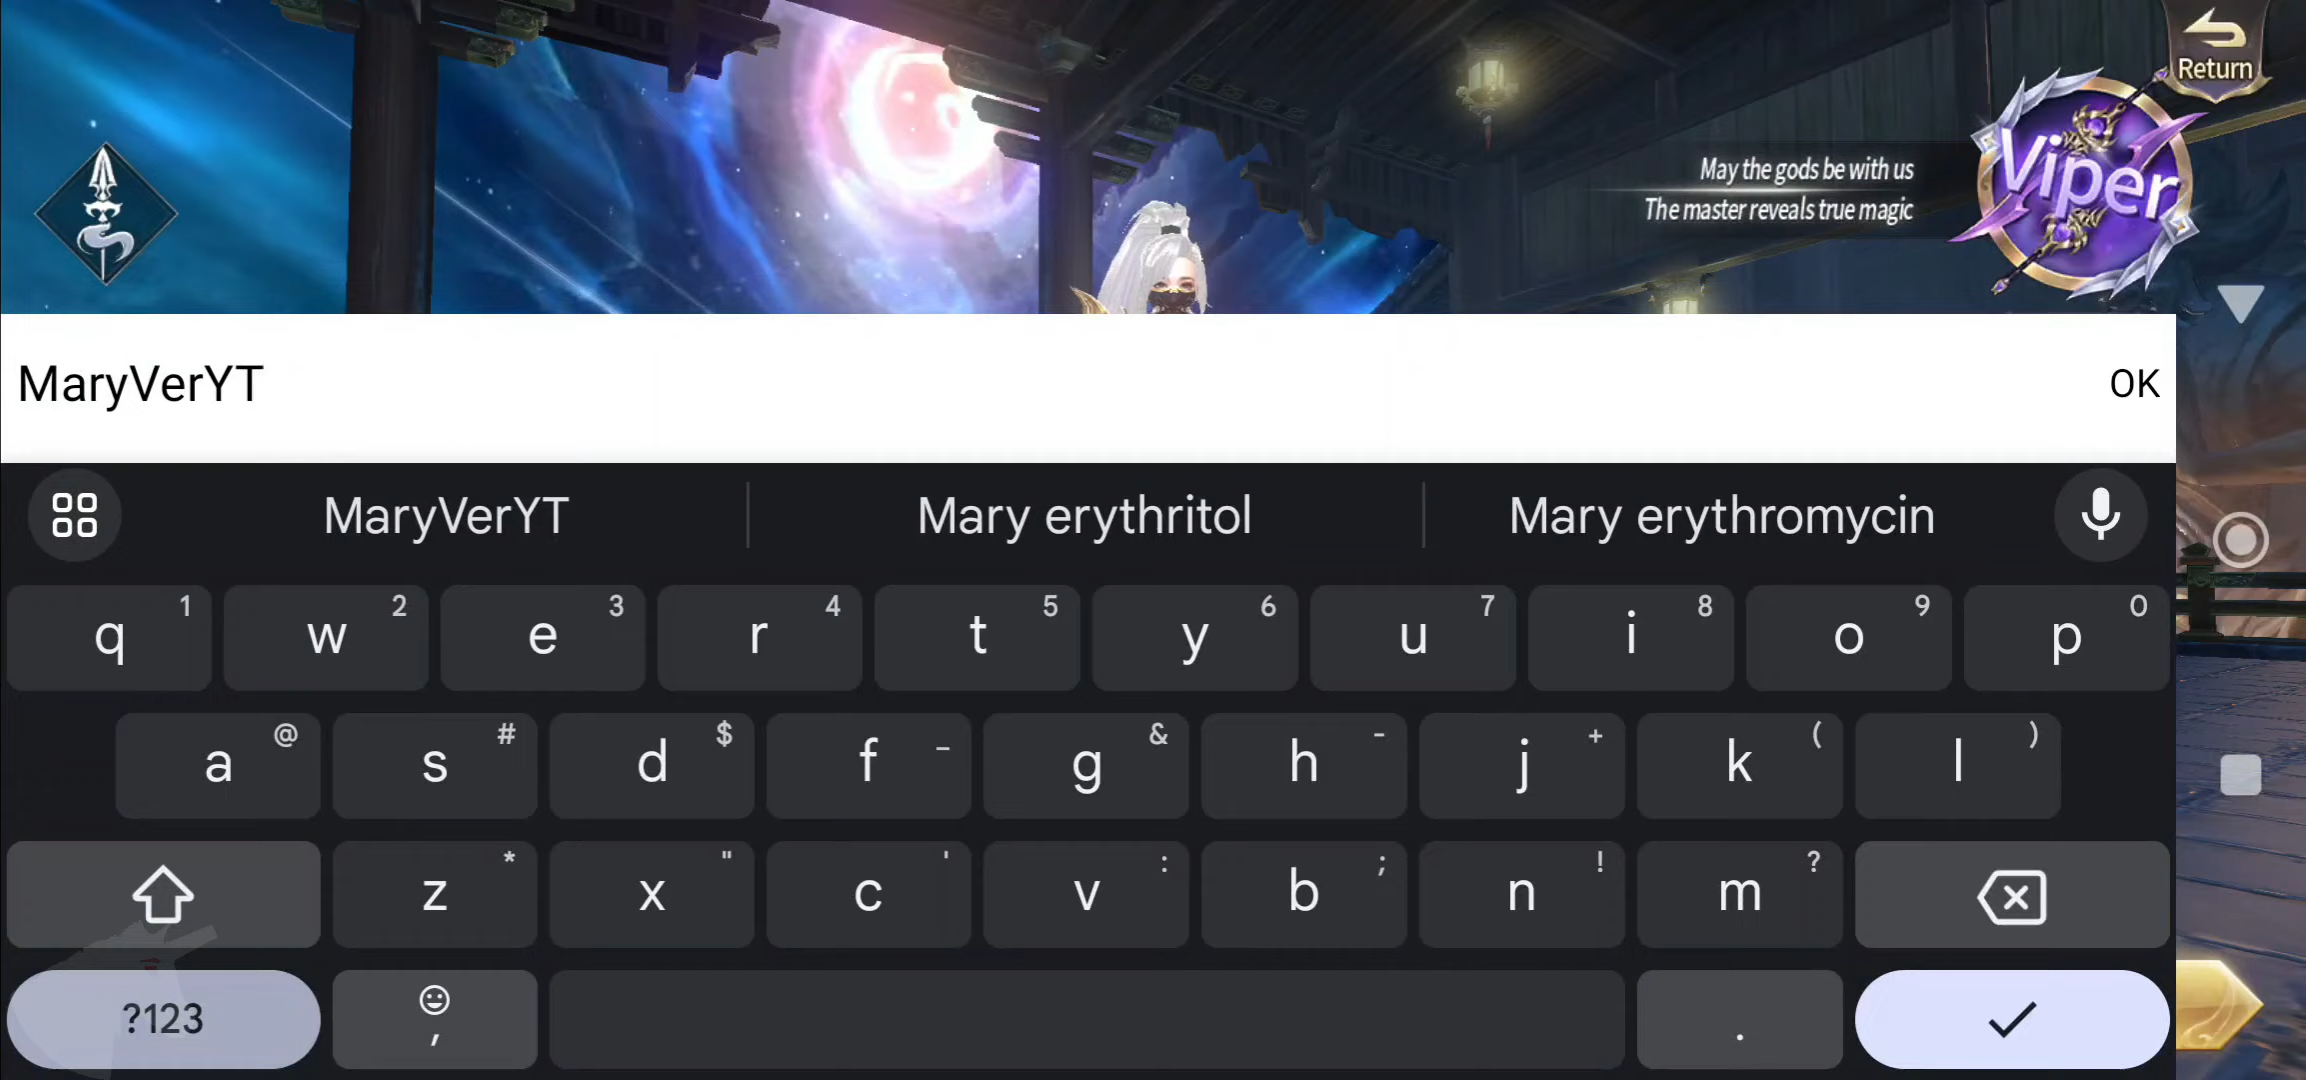 Return
May the gods be with us
The master reveals true magic
Viper
MaryVerYT
OK
MaryVerYT
Mary erythritol
Mary erythromycin
q 1 w 2 e 3 r 4 t 5 y 6 u 7 i 8 o 9 p 0
a @ s # d $ f _ g & h - j + k ( l )
z * x " c ' v : b ; n ! m ?
?123 , .